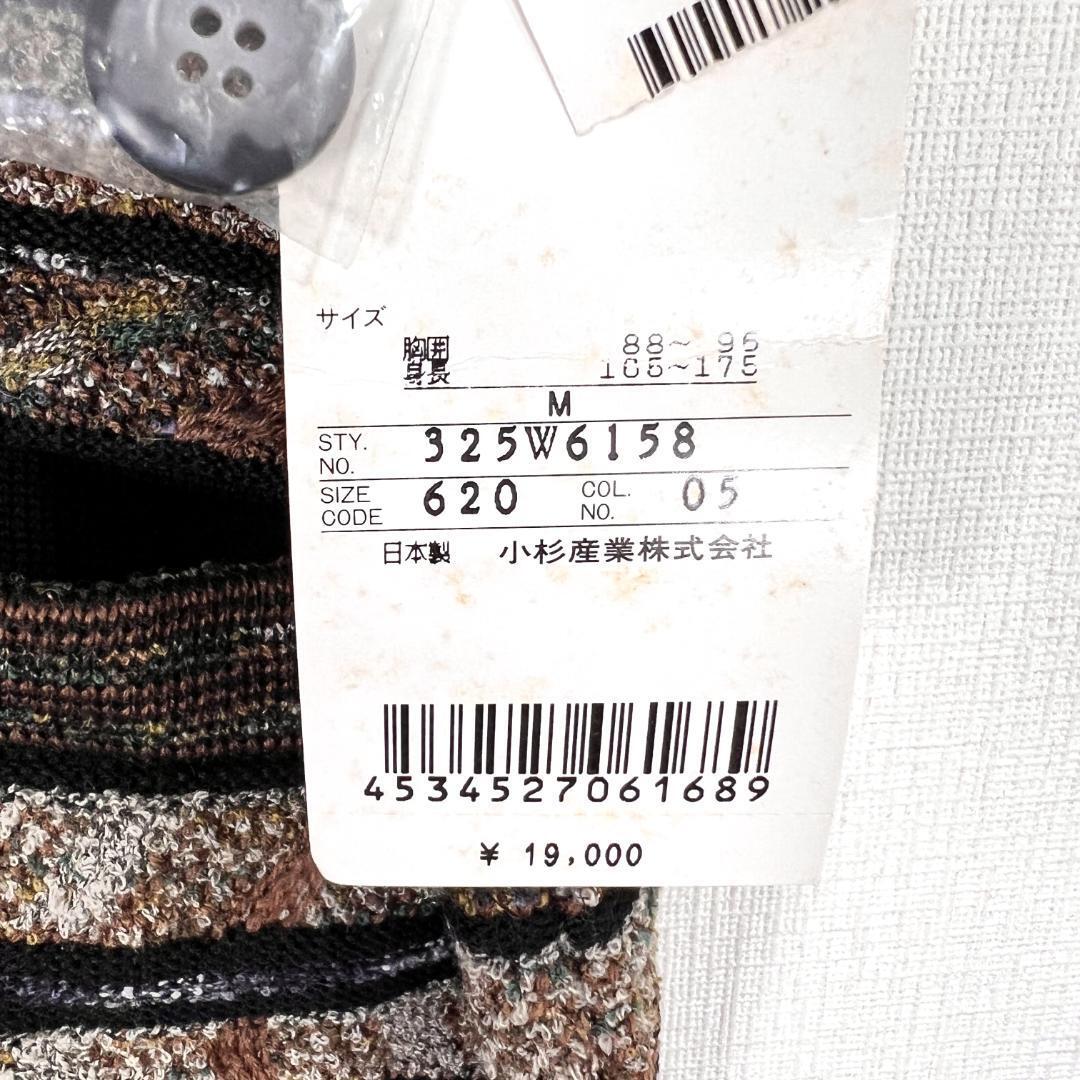 サイズ
胸囲 88~ 96
身長 165~175
M
STY. NO. 325W6158
SIZE CODE 620 COL. NO. 05
日本製 小杉産業株式会社
4534527061689
¥ 19,000